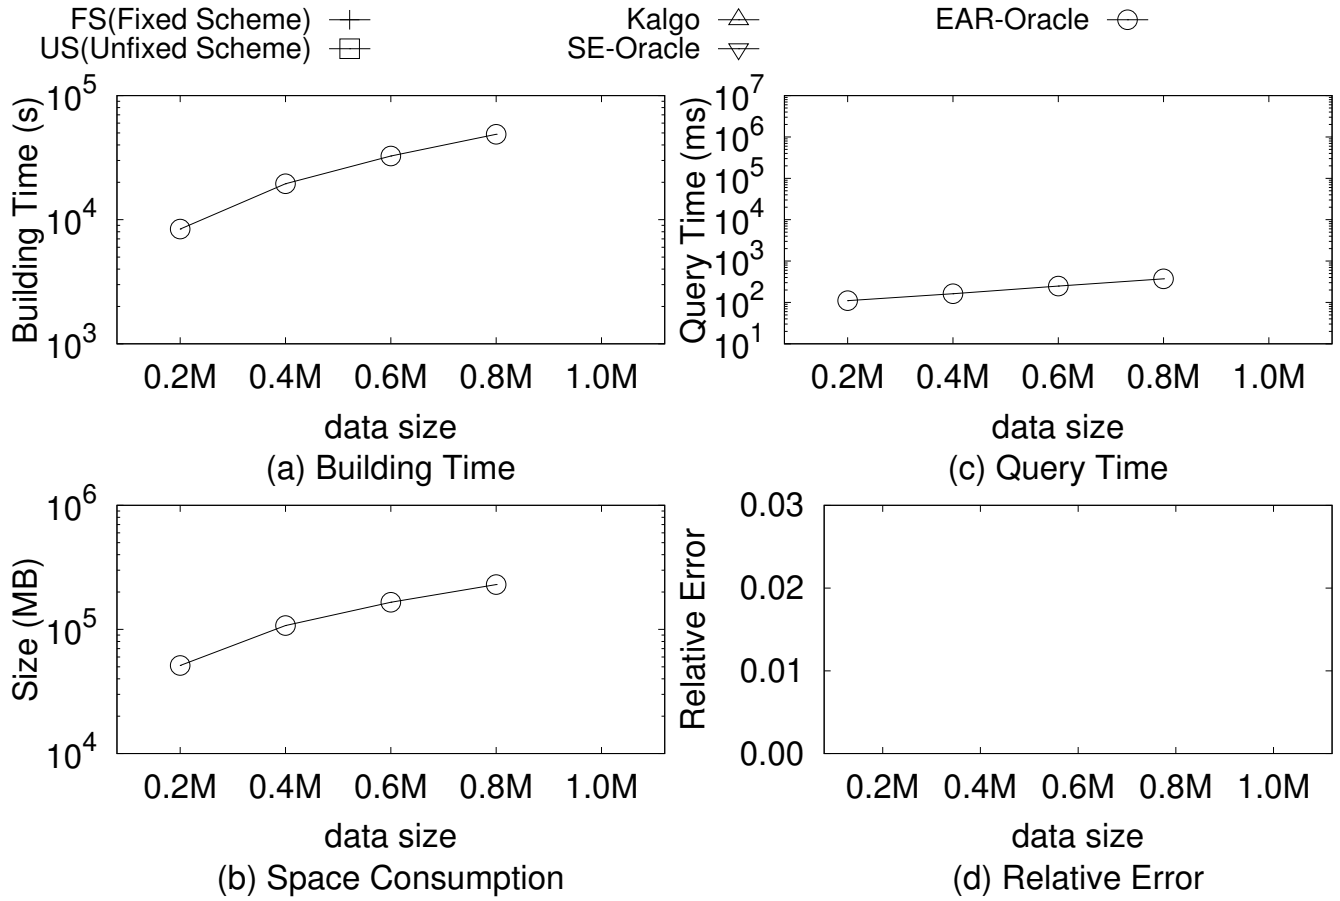 FS(Fixed Scheme) Kalgo EAR-Oracle
US(Unfixed Scheme) SE-Oracle
Building Time (s)
10^5
10^4
10^3
0.2M 0.4M 0.6M 0.8M 1.0M
data size
(a) Building Time
Query Time (ms)
10^7
10^6
10^5
10^4
10^3
10^2
10^1
0.2M 0.4M 0.6M 0.8M 1.0M
data size
(c) Query Time
Size (MB)
10^6
10^5
10^4
0.2M 0.4M 0.6M 0.8M 1.0M
data size
(b) Space Consumption
Relative Error
0.03
0.02
0.01
0.00
0.2M 0.4M 0.6M 0.8M 1.0M
data size
(d) Relative Error